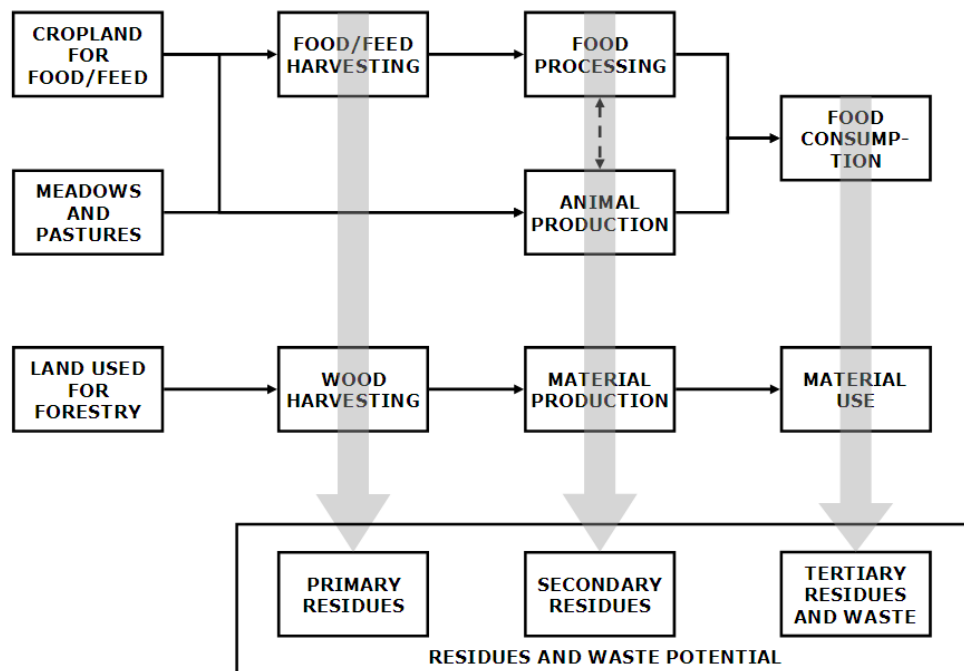 CROPLAND
FOR
FOOD/FEED
FOOD/FEED
HARVESTING
FOOD
PROCESSING
FOOD
CONSUMP-
TION
MEADOWS
AND
PASTURES
ANIMAL
PRODUCTION
LAND USED
FOR
FORESTRY
WOOD
HARVESTING
MATERIAL
PRODUCTION
MATERIAL
USE
PRIMARY
RESIDUES
SECONDARY
RESIDUES
TERTIARY
RESIDUES
AND WASTE
RESIDUES AND WASTE POTENTIAL